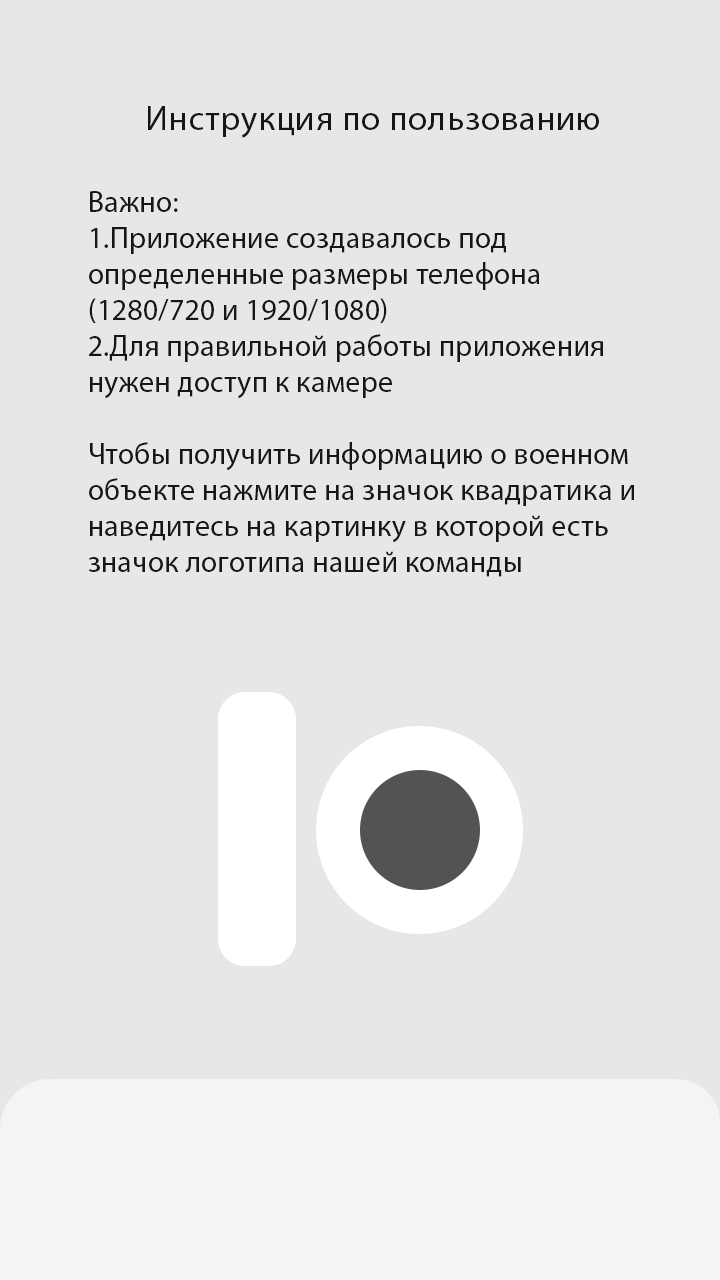 Инструкция по пользованию
Важно:
1.Приложение создавалось под
определенные размеры телефона
(1280/720 и 1920/1080)
2.Для правильной работы приложения
нужен доступ к камере
Чтобы получить информацию о военном
объекте нажмите на значок квадратика и
наведитесь на картинку в которой есть
значок логотипа нашей команды